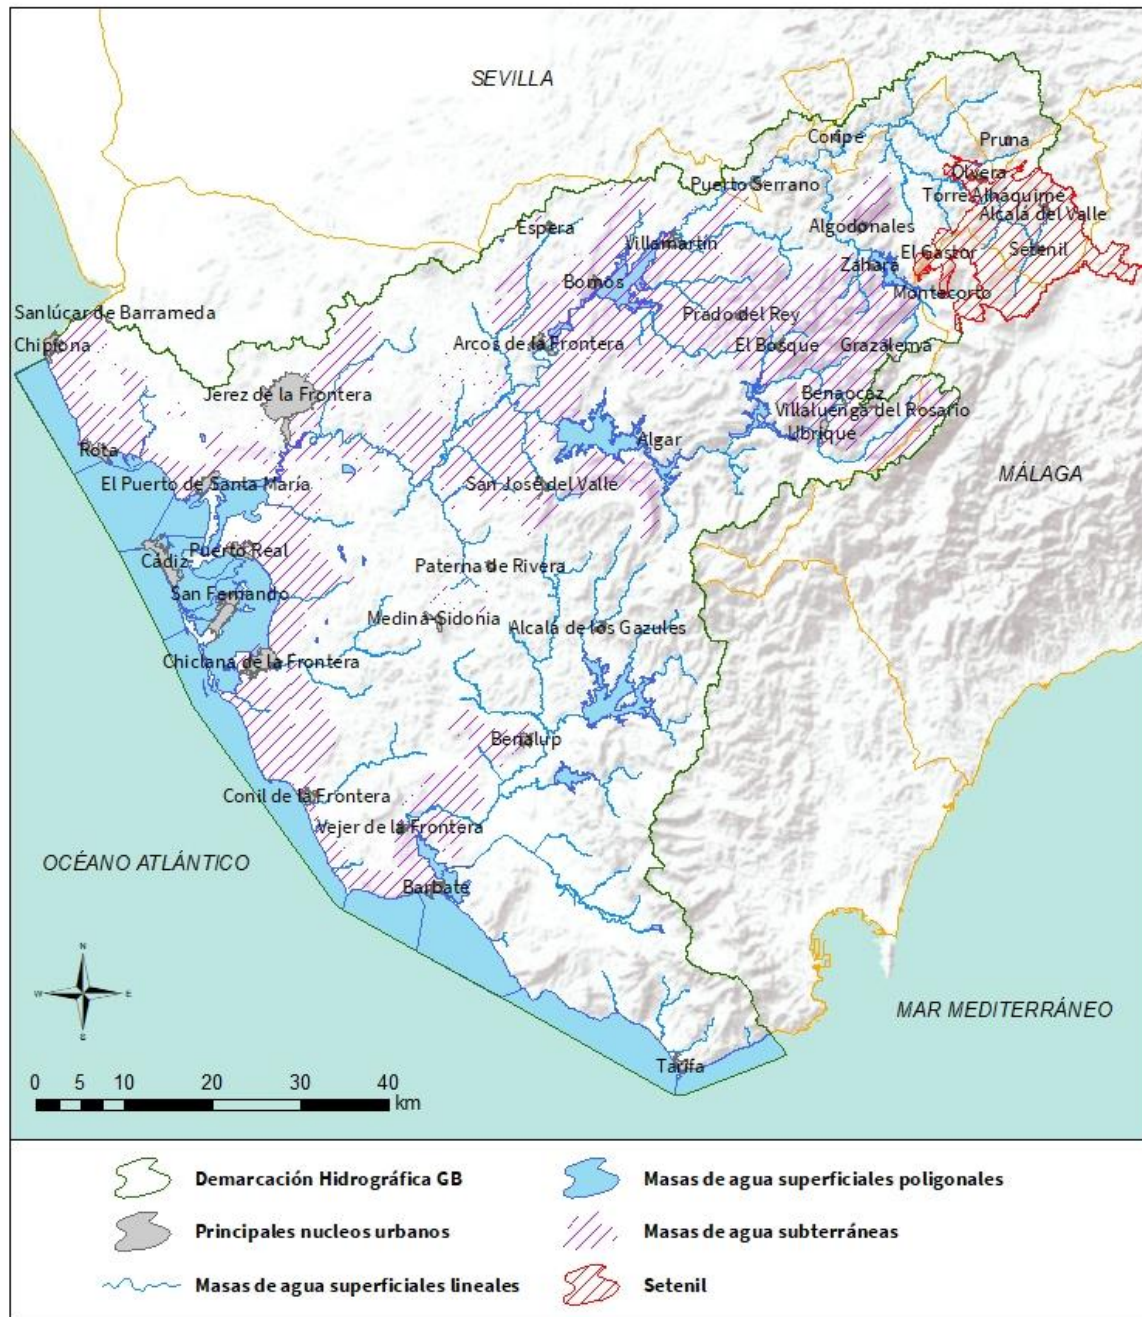 SEVILLA
Coripe
Pruna
Olvera
Puerto Serrano
Torre Alháquime
Alcalá del Valle
Espera
Villamartín
Algodonales
El Gastor
Setenil
Zahara
Bornos
Montecorto
Sanlúcar de Barrameda
Prado del Rey
Chipiona
Arcos de la Frontera
El Bosque
Grazalema
Jerez de la Frontera
Benaocaz
Villaluenga del Rosario
Ubrique
Rota
Algar
MÁLAGA
El Puerto de Santa María
San José del Valle
Puerto Real
Cádiz
Paterna de Rivera
San Fernando
Medina-Sidonia
Alcalá de los Gazules
Chiclana de la Frontera
Benalup
Conil de la Frontera
Vejer de la Frontera
OCÉANO ATLÁNTICO
Barbate
N
W
E
S
MAR MEDITERRÁNEO
Tarifa
0 5 10 20 30 40
km
Demarcación Hidrográfica GB
Masas de agua superficiales poligonales
Principales nucleos urbanos
Masas de agua subterráneas
Masas de agua superficiales lineales
Setenil